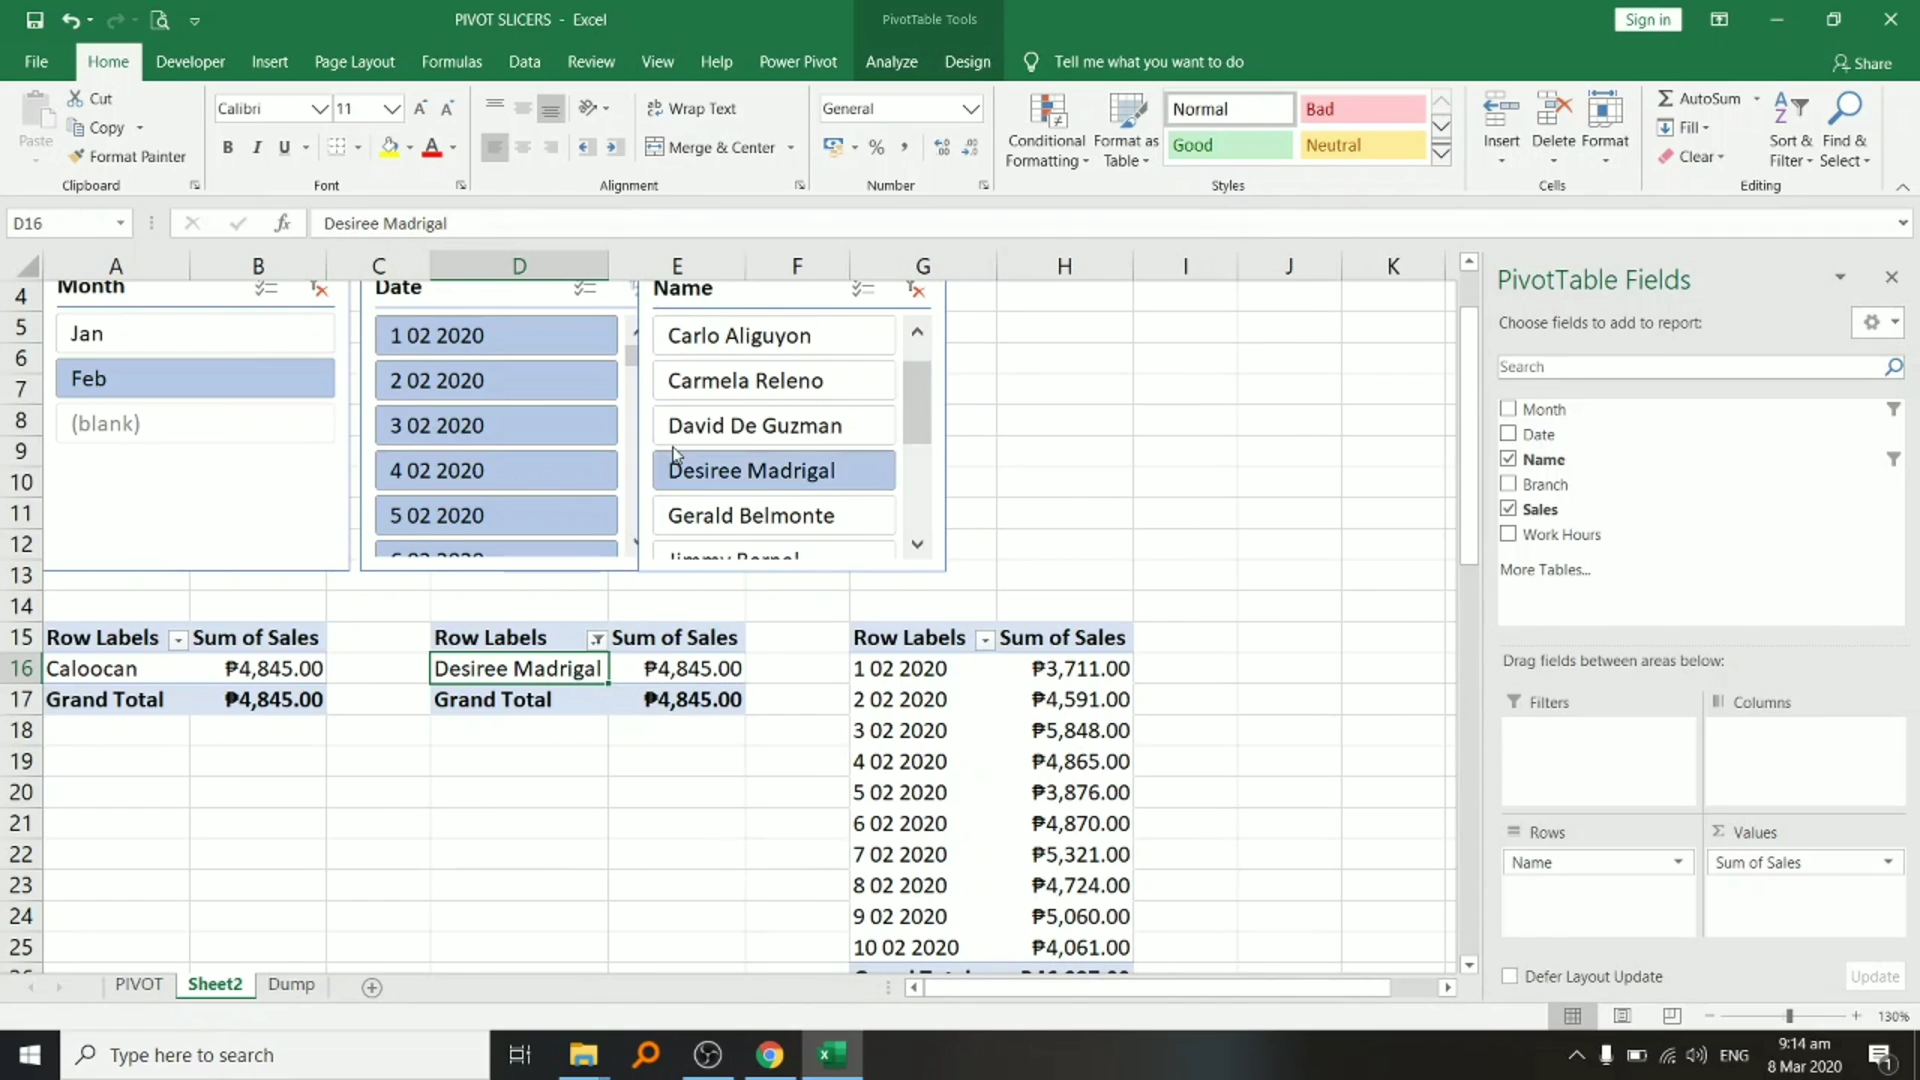 PIVOT SLICERS - Excel
PivotTable Tools
Sign in
File Home Developer Insert Page Layout Formulas Data Review View Help Power Pivot Analyze Design Tell me what you want to do Share
Paste
Cut
Copy
Format Painter
Clipboard
Calibri 11
B I U
Font
Wrap Text
Merge & Center
Alignment
General
%
Number
Conditional Formatting
Format as Table
Normal Bad
Good Neutral
Styles
Insert Delete Format
Cells
AutoSum
Fill
Clear
Sort & Filter
Find & Select
Editing
D16 fx Desiree Madrigal
A B C D E F G H I J K
4
5
6
7
8
9
10
11
12
13
14
15
16
17
18
19
20
21
22
23
24
25
Month
Jan
Feb
(blank)
Date
1 02 2020
2 02 2020
3 02 2020
4 02 2020
5 02 2020
Name
Carlo Aliguyon
Carmela Releno
David De Guzman
Desiree Madrigal
Gerald Belmonte
Row Labels Sum of Sales
Caloocan ₱4,845.00
Grand Total ₱4,845.00
Row Labels Sum of Sales
Desiree Madrigal ₱4,845.00
Grand Total ₱4,845.00
Row Labels Sum of Sales
1 02 2020 ₱3,711.00
2 02 2020 ₱4,591.00
3 02 2020 ₱5,848.00
4 02 2020 ₱4,865.00
5 02 2020 ₱3,876.00
6 02 2020 ₱4,870.00
7 02 2020 ₱5,321.00
8 02 2020 ₱4,724.00
9 02 2020 ₱5,060.00
10 02 2020 ₱4,061.00
PivotTable Fields
Choose fields to add to report:
Search
Month
Date
Name
Branch
Sales
Work Hours
More Tables...
Drag fields between areas below:
Filters
Columns
Rows
Name
Σ Values
Sum of Sales
Defer Layout Update
Update
PIVOT Sheet2 Dump
130%
Type here to search
ENG
9:14 am
8 Mar 2020
1